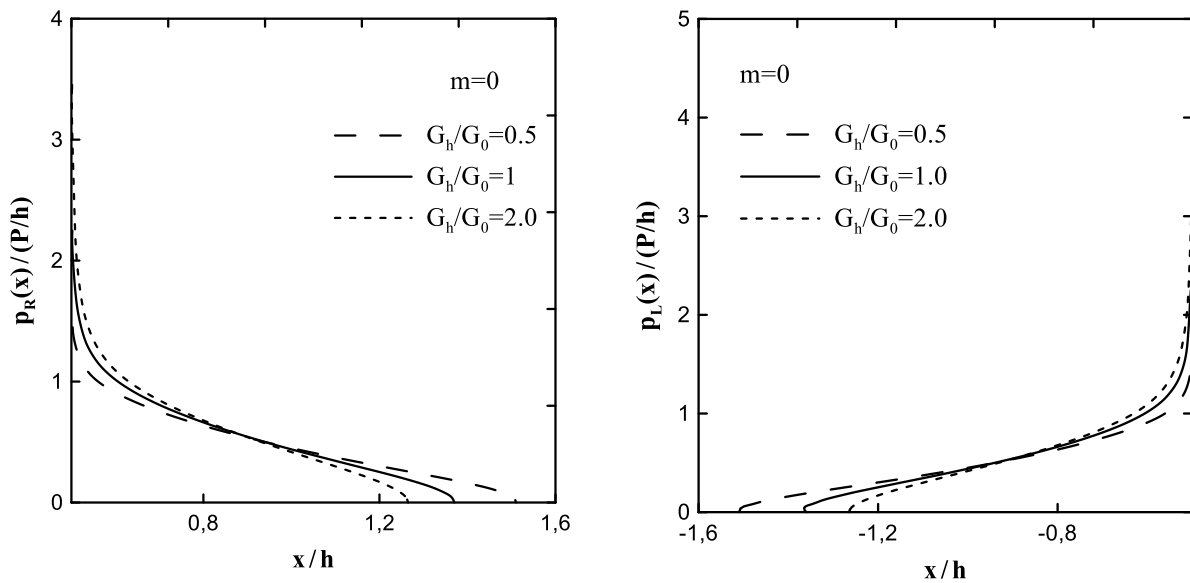 4
3
2
1
0
p_R(x)/(P/h)
m=0
G_h/G_0=0.5
G_h/G_0=1
G_h/G_0=2.0
0,8
1,2
1,6
x/h
5
4
3
2
1
0
p_L(x)/(P/h)
m=0
G_h/G_0=0.5
G_h/G_0=1.0
G_h/G_0=2.0
-1,6
-1,2
-0,8
x/h